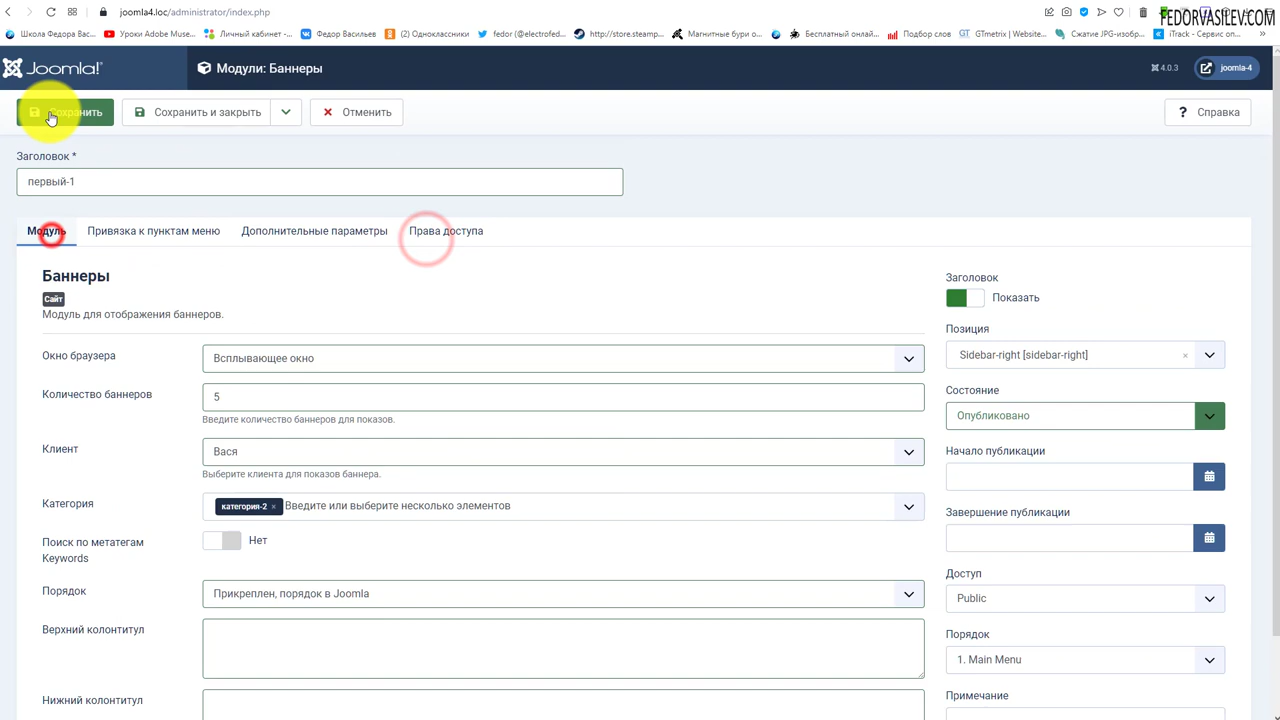 joomla4.loc/administrator/index.php
FEDORVASILEV.COM
Школа Федора Вас...
Уроки Adobe Muse...
Личный кабинет -...
Федор Васильев
(2) Одноклассники
fedor (@electrofed...
http://store.steamp...
Магнитные бури о...
Бесплатный онлай...
Подбор слов
GTmetrix | Website...
Сжатие JPG-изобр...
iTrack - Сервис оп...
Joomla!
Модули: Баннеры
4.0.3
joomla-4
Сохранить
Сохранить и закрыть
Отменить
Справка
Заголовок *
первый-1
Модуль
Привязка к пунктам меню
Дополнительные параметры
Права доступа
Баннеры
Сайт
Модуль для отображения баннеров.
Окно браузера
Всплывающее окно
Количество баннеров
5
Введите количество баннеров для показов.
Клиент
Вася
Выберите клиента для показов баннера.
Категория
категория-2 ×
Введите или выберите несколько элементов
Поиск по метатегам
Keywords
Нет
Порядок
Прикреплен, порядок в Joomla
Верхний колонтитул
Нижний колонтитул
Заголовок
Показать
Позиция
Sidebar-right [sidebar-right]
Состояние
Опубликовано
Начало публикации
Завершение публикации
Доступ
Public
Порядок
1. Main Menu
Примечание